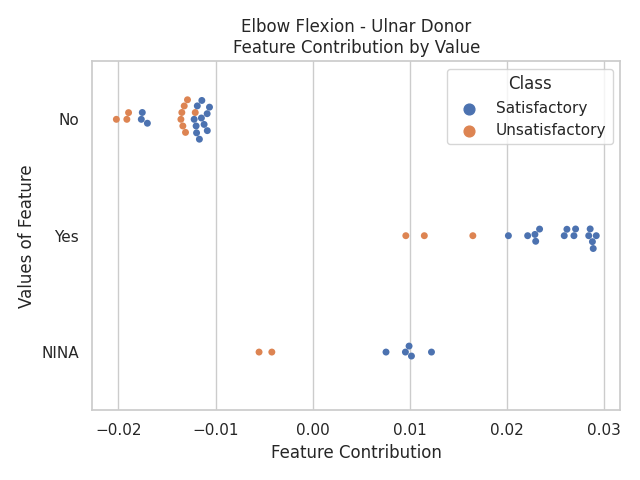 Elbow Flexion - Ulnar Donor
Feature Contribution by Value
Class
Satisfactory
Unsatisfactory
Values of Feature
No
Yes
NINA
−0.02
−0.01
0.00
0.01
0.02
0.03
Feature Contribution